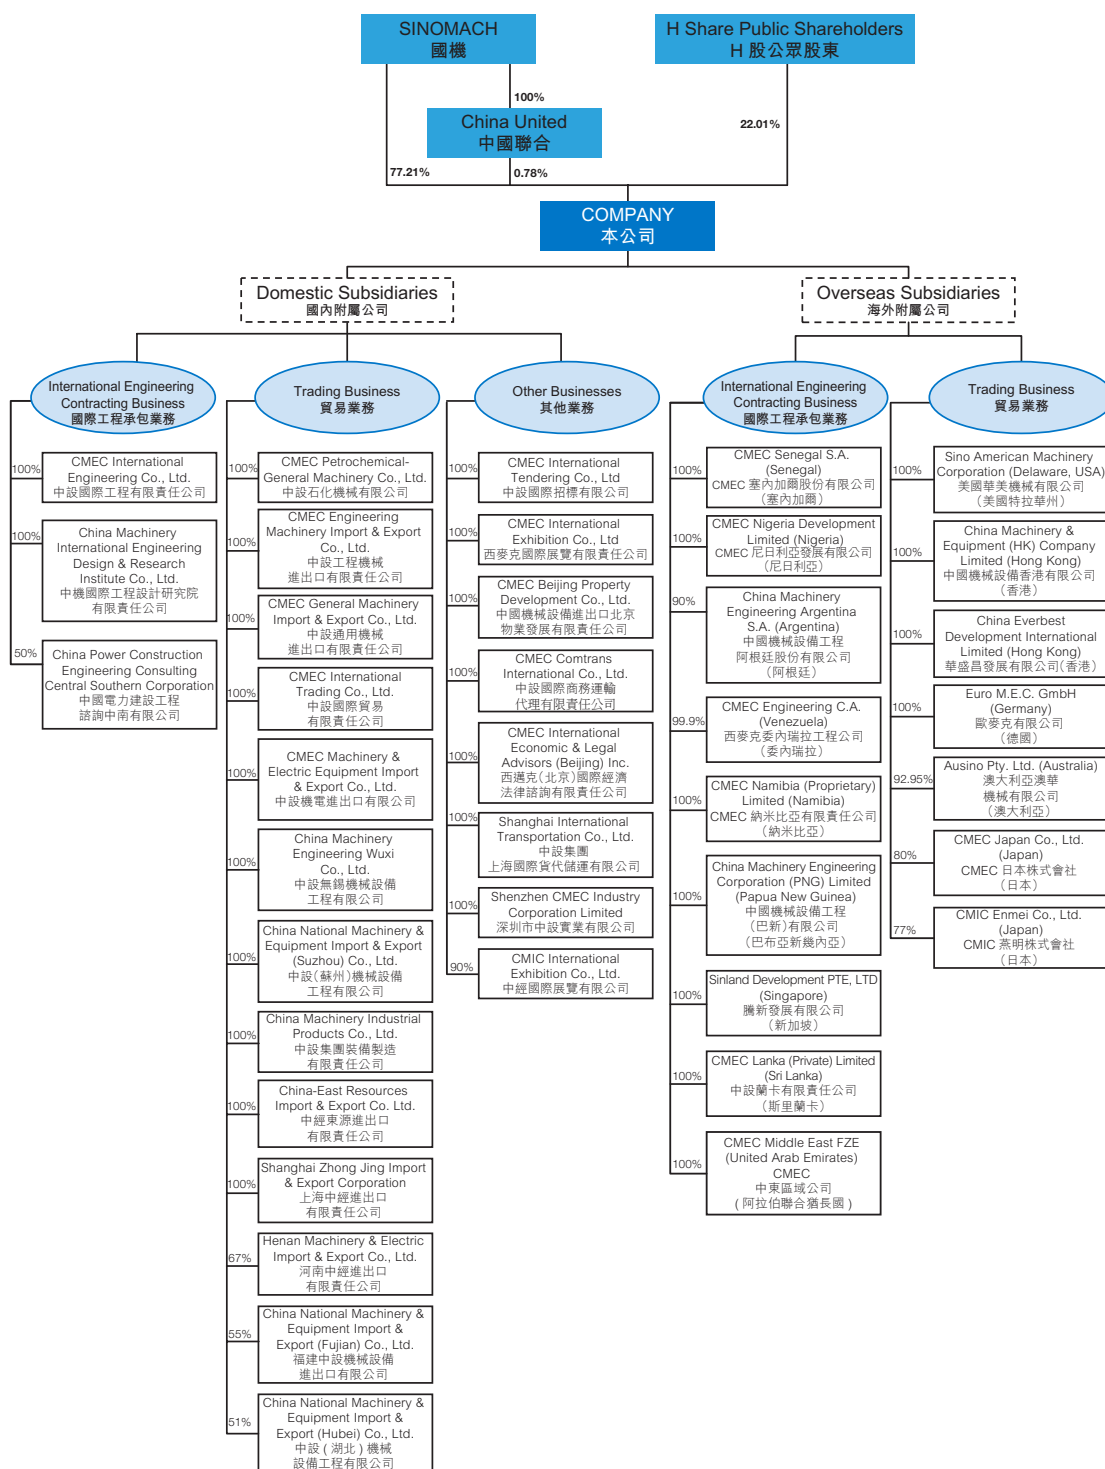 SINOMACH
國機
H Share Public Shareholders
H 股公眾股東
100%
China United
中國聯合
22.01%
77.21%
0.78%
COMPANY
本公司
Domestic Subsidiaries
國內附屬公司
Overseas Subsidiaries
海外附屬公司
International Engineering
Contracting Business
國際工程承包業務
100%
CMEC International
Engineering Co., Ltd.
中設國際工程有限責任公司
100%
China Machinery
International Engineering
Design & Research
Institute Co., Ltd.
中機國際工程設計研究院
有限責任公司
50%
China Power Construction
Engineering Consulting
Central Southern Corporation
中國電力建設工程
諮詢中南有限公司
Trading Business
貿易業務
100%
CMEC Petrochemical-
General Machinery Co., Ltd.
中設石化機械有限公司
100%
CMEC Engineering
Machinery Import & Export
Co., Ltd.
中設工程機械
進出口有限責任公司
100%
CMEC General Machinery
Import & Export Co., Ltd.
中設通用機械
進出口有限責任公司
100%
CMEC International
Trading Co., Ltd.
中設國際貿易
有限責任公司
100%
CMEC Machinery &
Electric Equipment Import
& Export Co., Ltd.
中設機電進出口有限公司
100%
China Machinery
Engineering Wuxi
Co., Ltd.
中設無錫機械設備
工程有限公司
100%
China National Machinery &
Equipment Import & Export
(Suzhou) Co., Ltd.
中設（蘇州）機械設備
工程有限公司
100%
China Machinery Industrial
Products Co., Ltd.
中設集團裝備製造
有限責任公司
100%
China-East Resources
Import & Export Co. Ltd.
中經東源進出口
有限責任公司
100%
Shanghai Zhong Jing Import
& Export Corporation
上海中經進出口
有限責任公司
67%
Henan Machinery & Electric
Import & Export Co., Ltd.
河南中經進出口
有限責任公司
55%
China National Machinery &
Equipment Import &
Export (Fujian) Co., Ltd.
福建中設機械設備
進出口有限公司
51%
China National Machinery &
Equipment Import &
Export (Hubei) Co., Ltd.
中設 ( 湖北 ) 機械
設備工程有限公司
Other Businesses
其他業務
100%
CMEC International
Tendering Co., Ltd
中設國際招標有限公司
100%
CMEC International
Exhibition Co., Ltd
西麥克國際展覽有限責任公司
100%
CMEC Beijing Property
Development Co., Ltd.
中國機械設備進出口北京
物業發展有限責任公司
100%
CMEC Comtrans
International Co., Ltd.
中設國際商務運輸
代理有限責任公司
100%
CMEC International
Economic & Legal
Advisors (Beijing) Inc.
西邁克（北京）國際經濟
法律諮詢有限責任公司
100%
Shanghai International
Transportation Co., Ltd.
中設集團
上海國際貨代儲運有限公司
100%
Shenzhen CMEC Industry
Corporation Limited
深圳市中設實業有限公司
90%
CMIC International
Exhibition Co., Ltd.
中經國際展覽有限公司
International Engineering
Contracting Business
國際工程承包業務
100%
CMEC Senegal S.A.
(Senegal)
CMEC 塞內加爾股份有限公司
（塞內加爾）
100%
CMEC Nigeria Development
Limited (Nigeria)
CMEC 尼日利亞發展有限公司
（尼日利亞）
90%
China Machinery
Engineering Argentina
S.A. (Argentina)
中國機械設備工程
阿根廷股份有限公司
（阿根廷）
99.9%
CMEC Engineering C.A.
(Venezuela)
西麥克委內瑞拉工程公司
（委內瑞拉）
100%
CMEC Namibia (Proprietary)
Limited (Namibia)
CMEC 納米比亞有限責任公司
（納米比亞）
100%
China Machinery Engineering
Corporation (PNG) Limited
(Papua New Guinea)
中國機械設備工程
（巴新）有限公司
（巴布亞新幾內亞）
100%
Sinland Development PTE, LTD
(Singapore)
騰新發展有限公司
（新加坡）
100%
CMEC Lanka (Private) Limited
(Sri Lanka)
中設蘭卡有限責任公司
（斯里蘭卡）
100%
CMEC Middle East FZE
(United Arab Emirates)
CMEC
中東區域公司
( 阿拉伯聯合猶長國 )
Trading Business
貿易業務
100%
Sino American Machinery
Corporation (Delaware, USA)
美國華美機械有限公司
（美國特拉華州）
100%
China Machinery &
Equipment (HK) Company
Limited (Hong Kong)
中國機械設備香港有限公司
（香港）
100%
China Everbest
Development International
Limited (Hong Kong)
華盛昌發展有限公司（香港）
100%
Euro M.E.C. GmbH
(Germany)
歐麥克有限公司
（德國）
92.95%
Ausino Pty. Ltd. (Australia)
澳大利亞澳華
機械有限公司
（澳大利亞）
80%
CMEC Japan Co., Ltd.
(Japan)
CMEC 日本株式會社
（日本）
77%
CMIC Enmei Co., Ltd.
(Japan)
CMIC 燕明株式會社
（日本）